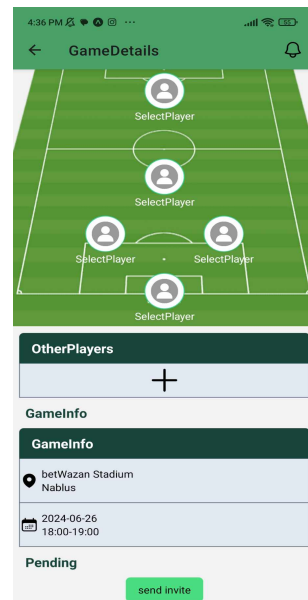 4:36 PM
GameDetails
SelectPlayer
SelectPlayer
SelectPlayer
SelectPlayer
SelectPlayer
OtherPlayers
GameInfo
GameInfo
betWazan Stadium
Nablus
2024-06-26
18:00-19:00
Pending
send invite